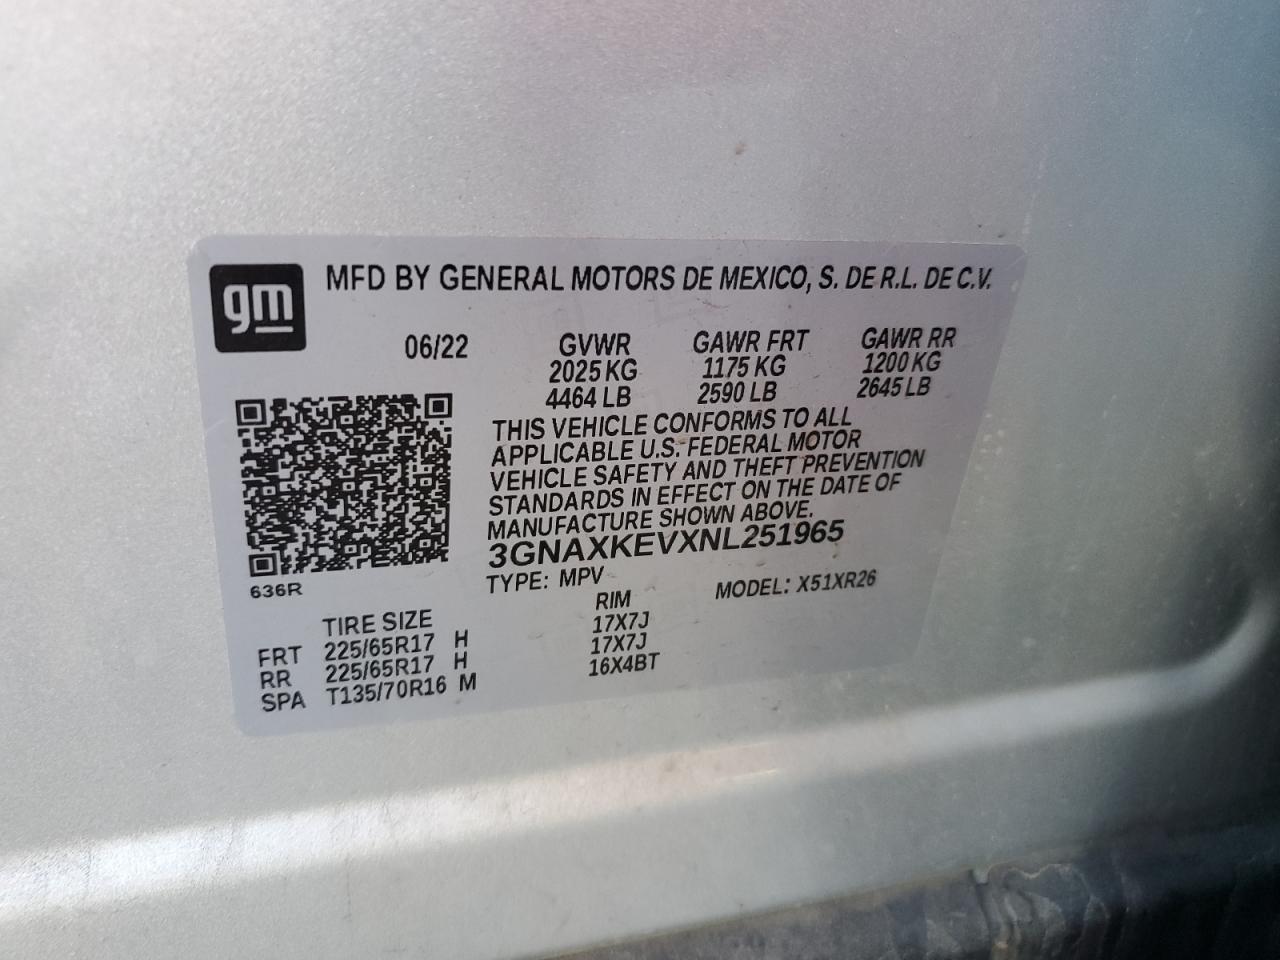 gm
MFD BY GENERAL MOTORS DE MEXICO, S. DE R.L. DE C.V.
06/22 GVWR GAWR FRT GAWR RR
2025 KG 1175 KG 1200 KG
4464 LB 2590 LB 2645 LB
THIS VEHICLE CONFORMS TO ALL
APPLICABLE U.S. FEDERAL MOTOR
VEHICLE SAFETY AND THEFT PREVENTION
STANDARDS IN EFFECT ON THE DATE OF
MANUFACTURE SHOWN ABOVE.
3GNAXKEVXNL251965
636R
TYPE: MPV MODEL: X51XR26
TIRE SIZE RIM
FRT 225/65R17 H 17X7J
RR 225/65R17 H 17X7J
SPA T135/70R16 M 16X4BT